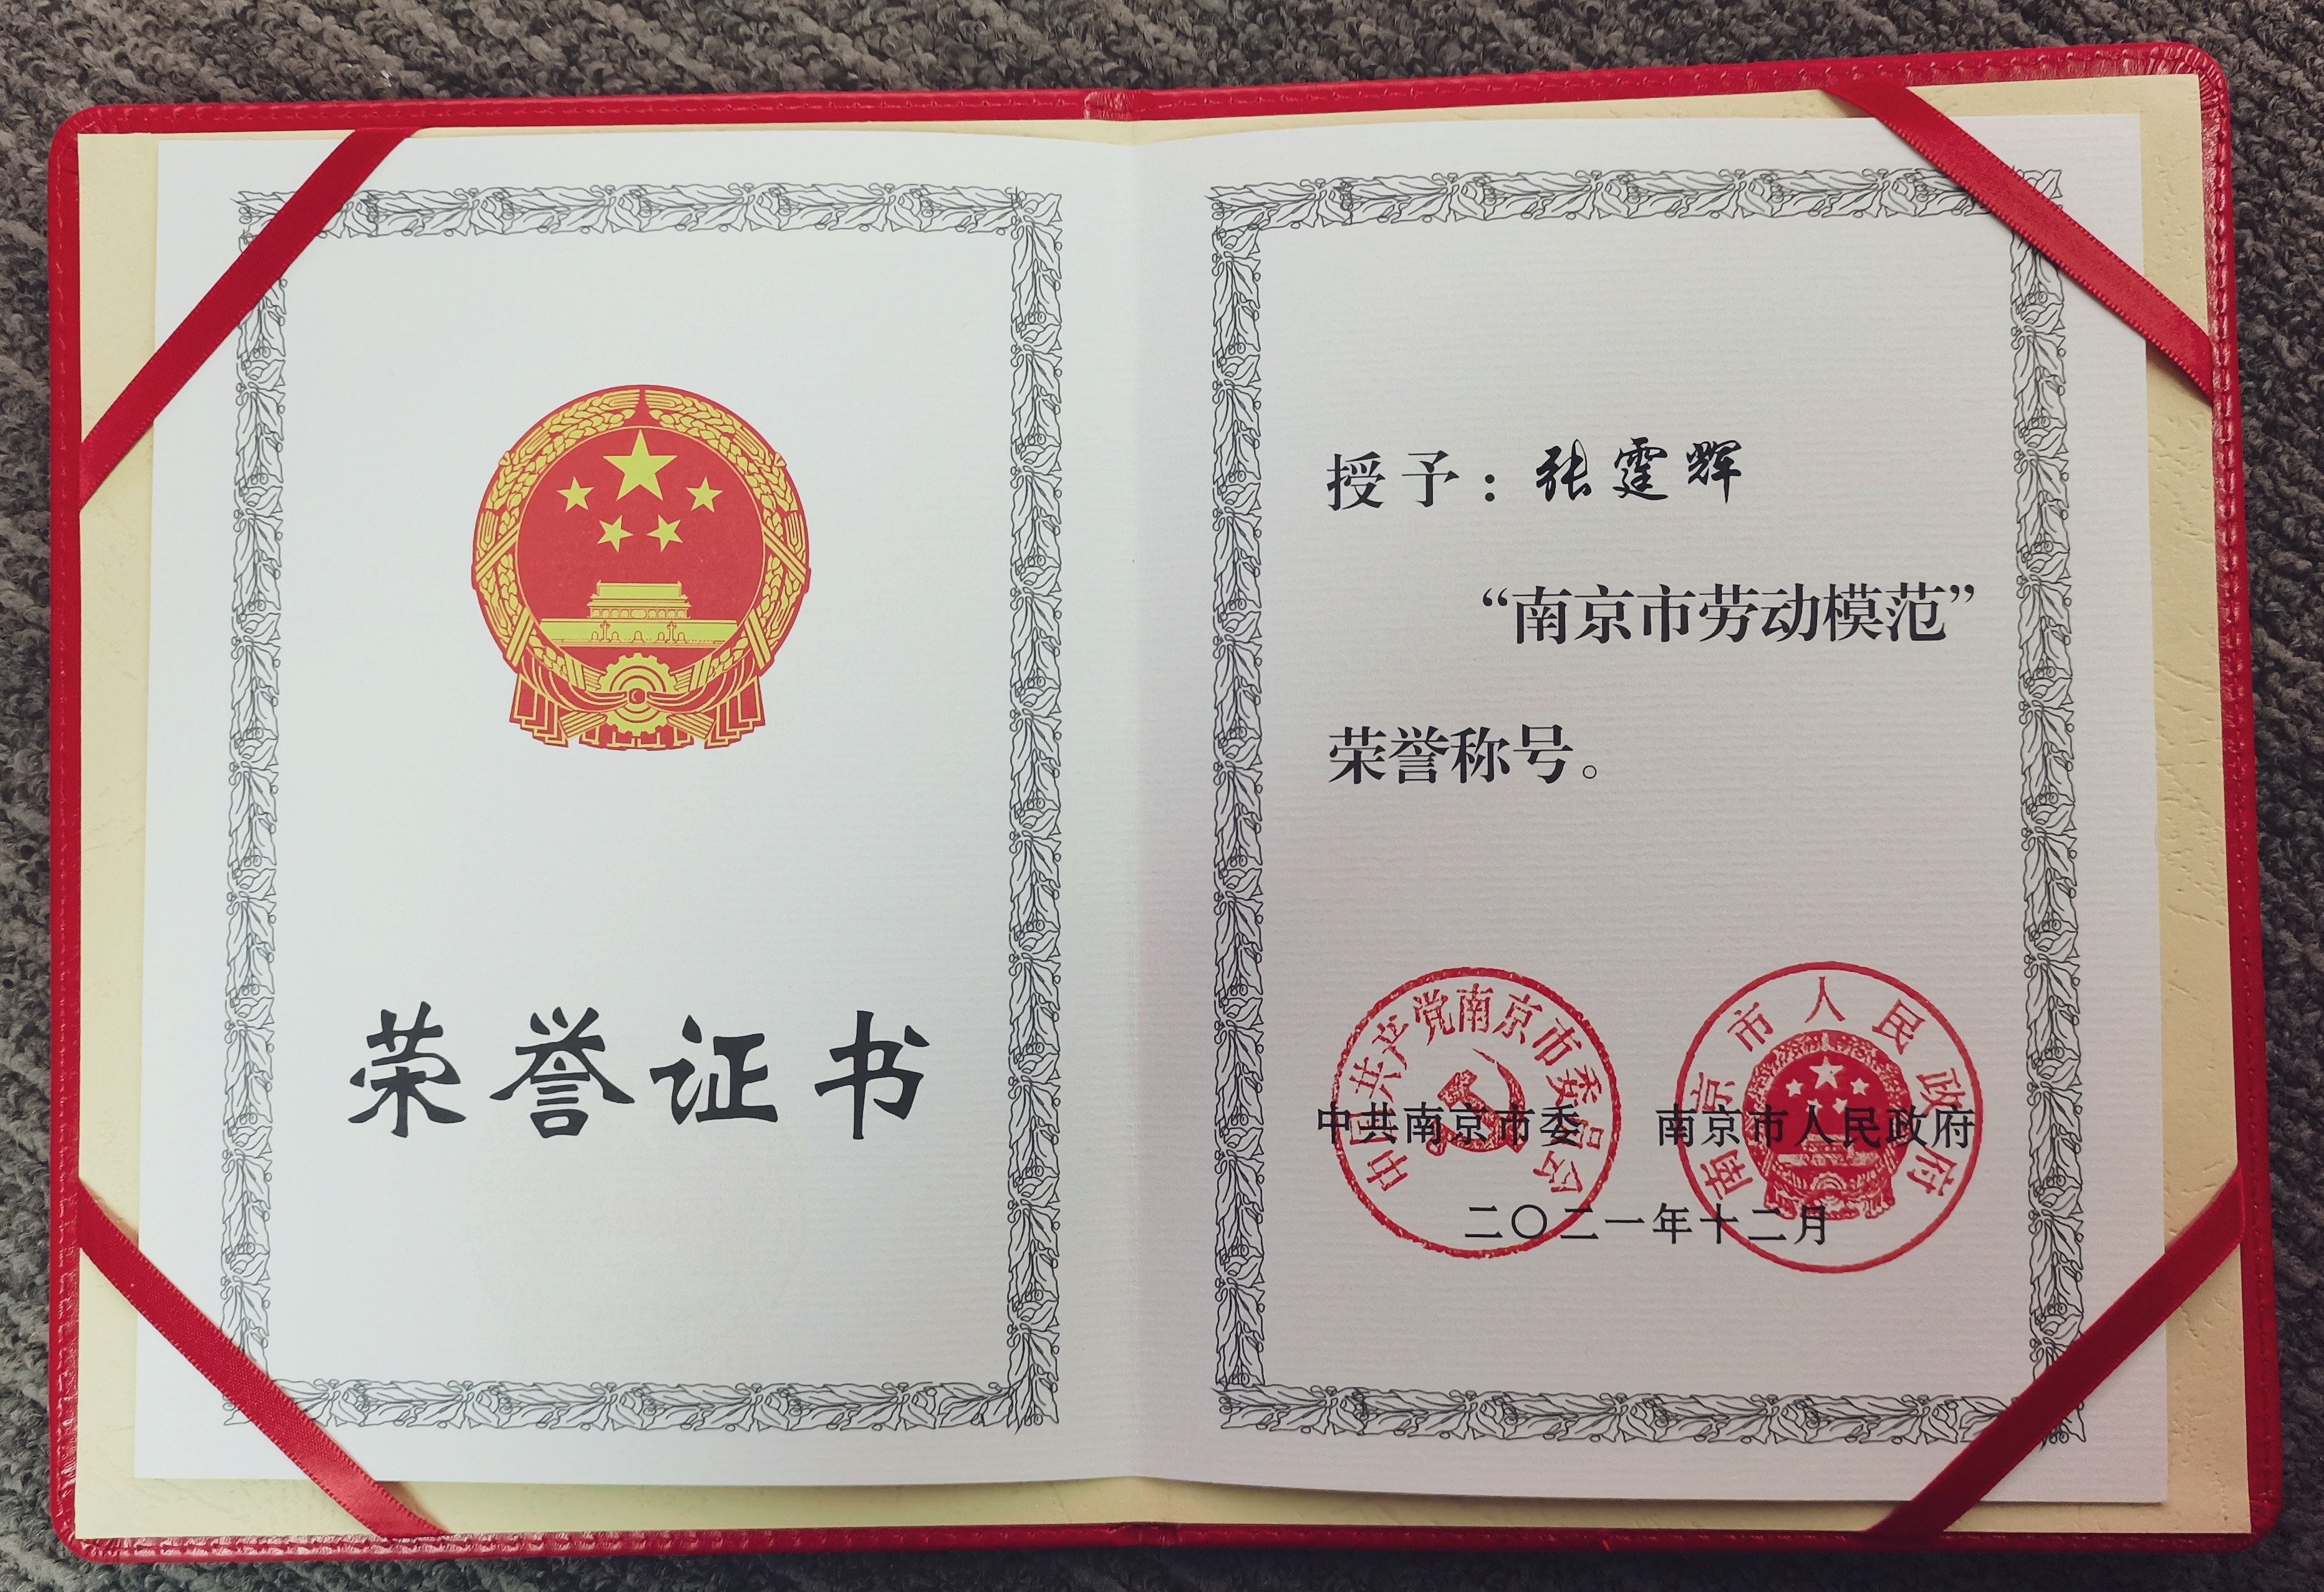 荣誉证书
授予：张霆辉
“南京市劳动模范”
荣誉称号。
中国共产党南京市委员会
南京市人民政府
中共南京市委 南京市人民政府
二〇二一年十二月